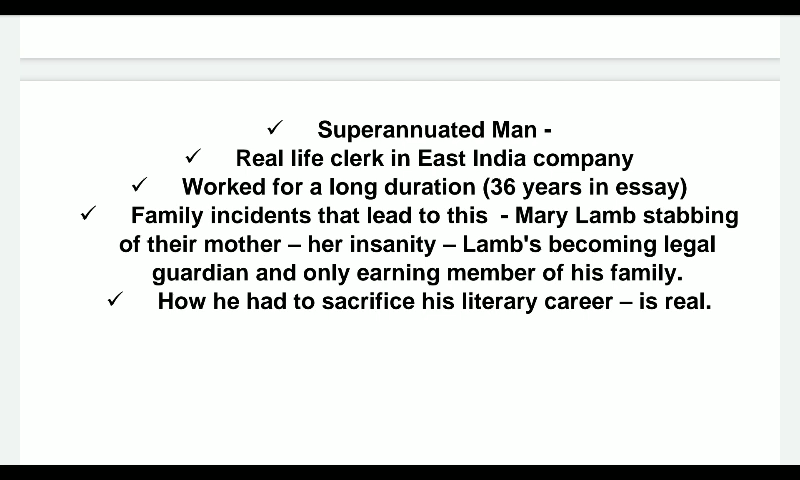 ✓ Superannuated Man -
✓ Real life clerk in East India company
✓ Worked for a long duration (36 years in essay)
✓ Family incidents that lead to this - Mary Lamb stabbing
of their mother – her insanity – Lamb's becoming legal
guardian and only earning member of his family.
✓ How he had to sacrifice his literary career – is real.